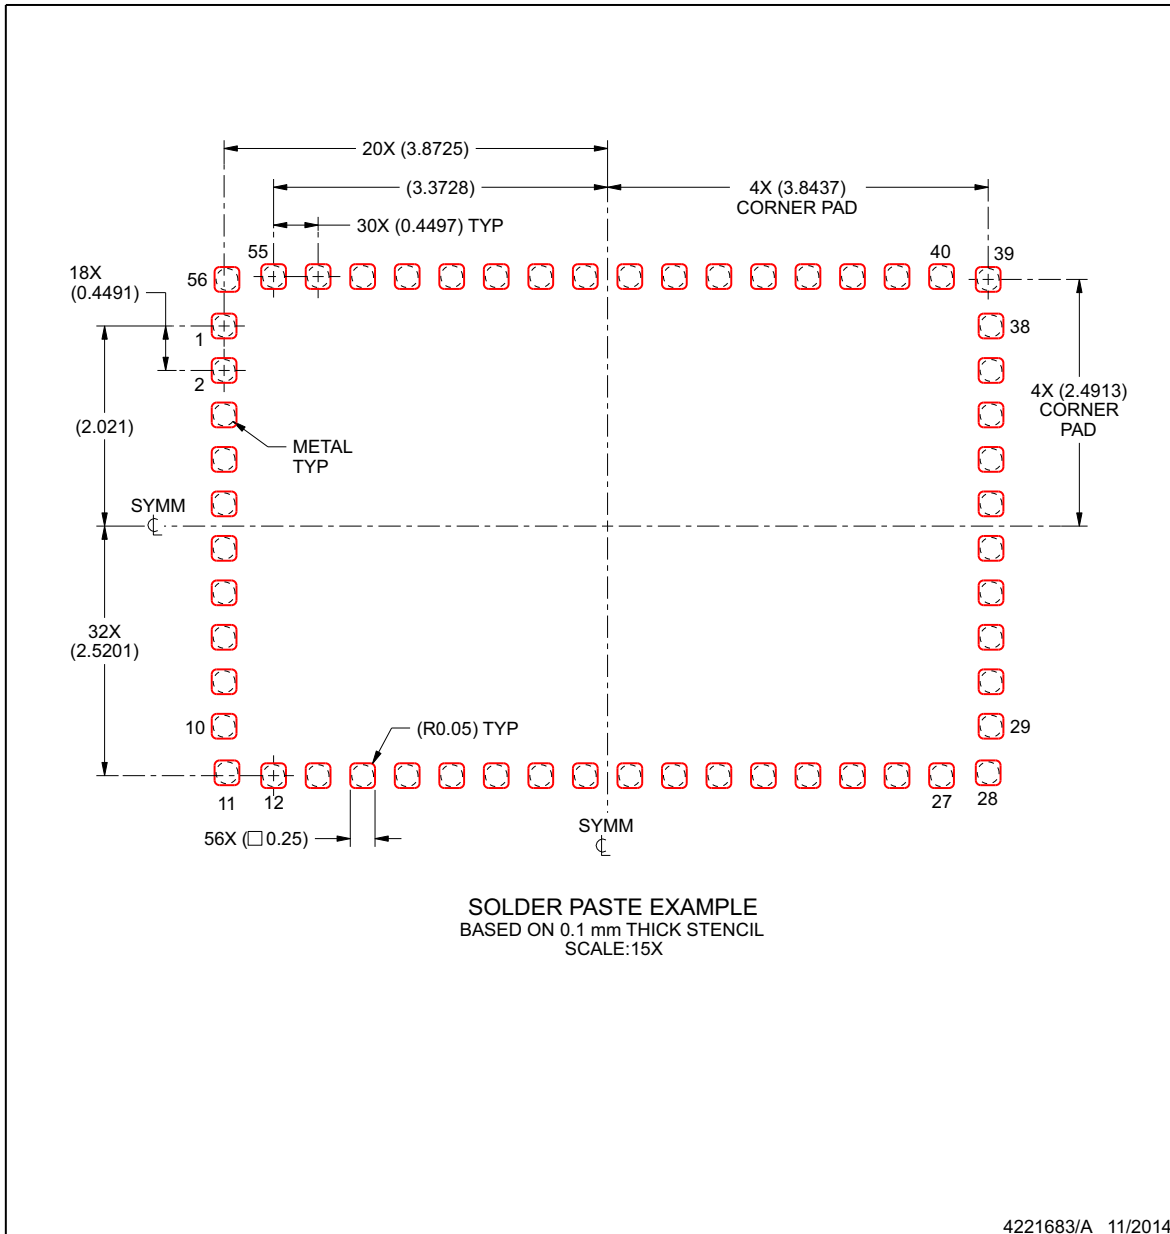 20X (3.8725)
(3.3728)
4X (3.8437)
CORNER PAD
30X (0.4497) TYP
55
40
39
18X
(0.4491)
56
1
38
2
4X (2.4913)
CORNER
PAD
(2.021)
METAL
TYP
SYMM
32X
(2.5201)
10
(R0.05) TYP
29
11
12
27
28
SYMM
56X (□ 0.25)
SOLDER PASTE EXAMPLE
BASED ON 0.1 mm THICK STENCIL
SCALE:15X
4221683/A 11/2014